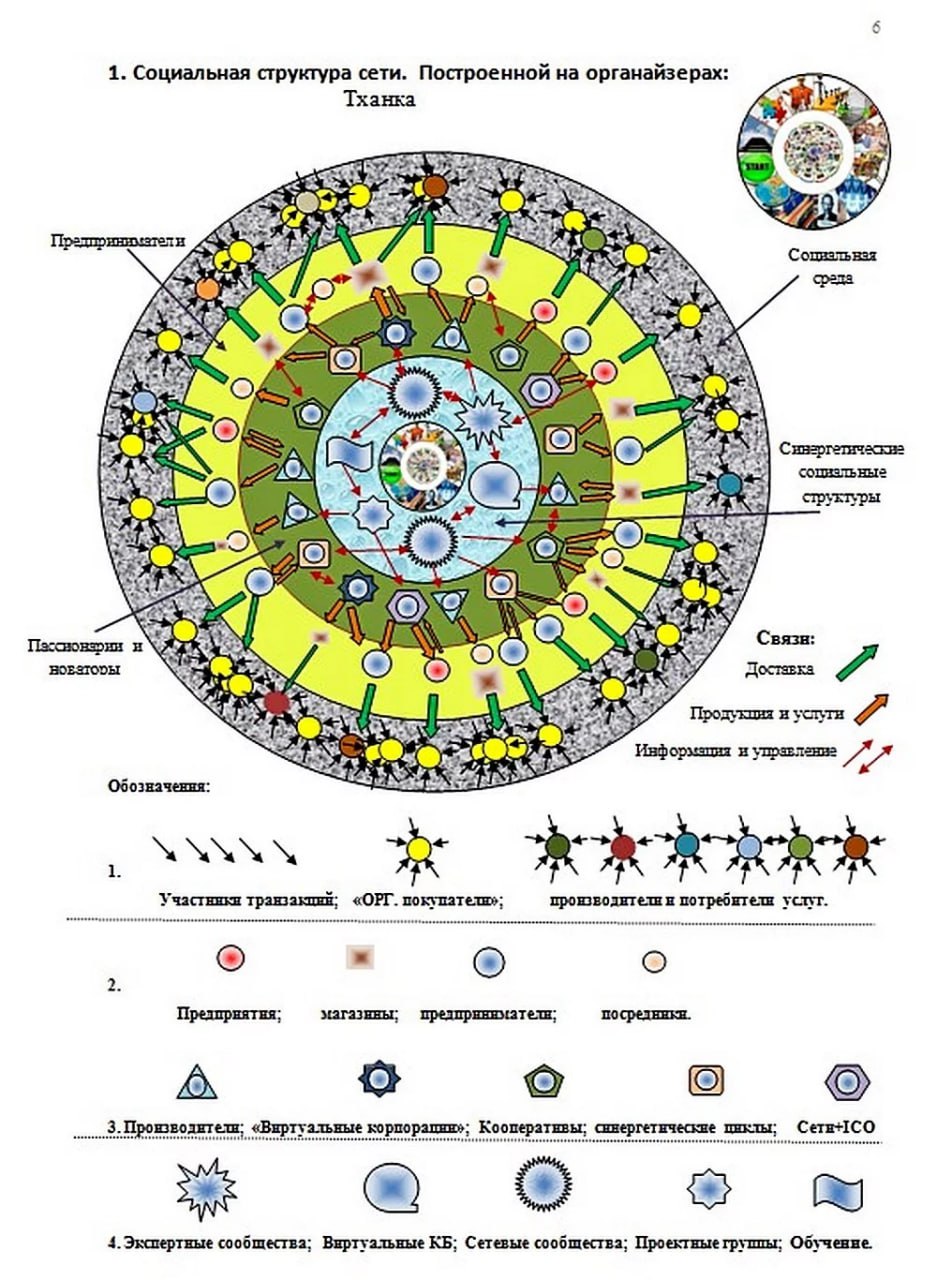 6
1. Социальная структура сети. Построенной на органайзерах:
Тханка
START
Предприниматели
Социальная
среда
Синергетические
социальные
структуры
Пассионарии и
новаторы
Связи:
Доставка
Продукция и услуги
Информация и управление
Обозначения:
1.
Участники транзакций; «ОРГ. покупатели»; производители и потребители услуг.
2.
Предприятия; магазины; предприниматели; посредники.
3. Производители; «Виртуальные корпорации»; Кооперативы; синергетические циклы; Сети+ICO
4. Экспертные сообщества; Виртуальные КБ; Сетевые сообщества; Проектные группы; Обучение.